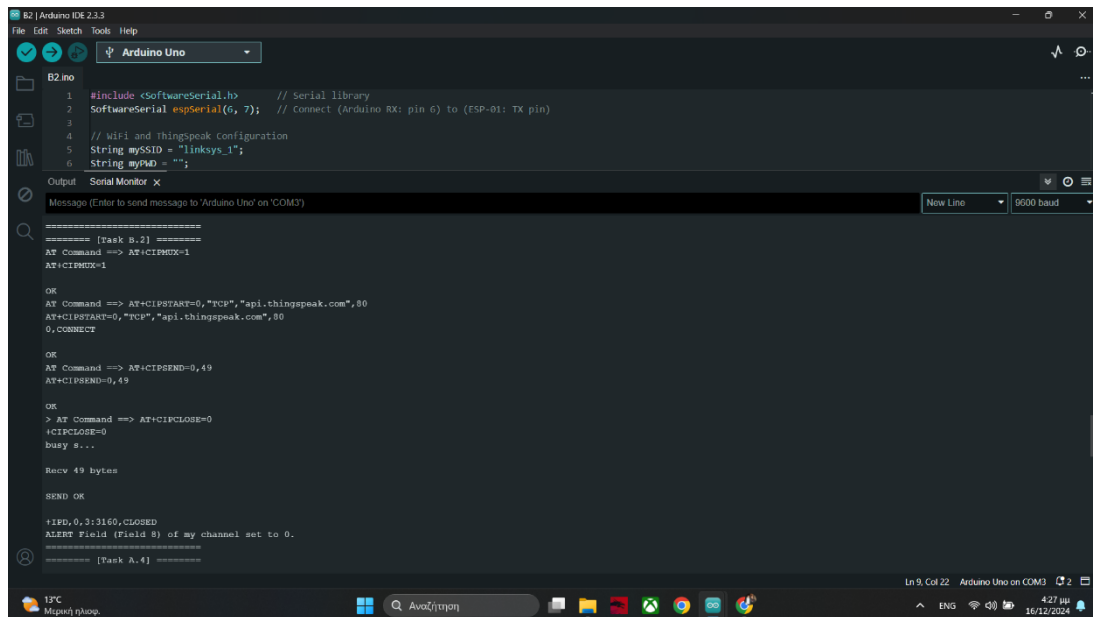 B2 | Arduino IDE 2.3.3
File Edit Sketch Tools Help
Arduino Uno
B2.ino
1 #include <SoftwareSerial.h> // Serial library
2 SoftwareSerial espSerial(6, 7); // Connect (Arduino RX: pin 6) to (ESP-01: TX pin)
3
4 // WiFi and ThingSpeak Configuration
5 String mySSID = "linksys_1";
6 String myPWD = "";
Output Serial Monitor
Message (Enter to send message to 'Arduino Uno' on 'COM3')
New Line
9600 baud
============================
======== [Task B.2] ========
AT Command ==> AT+CIPMUX=1
AT+CIPMUX=1
OK
AT Command ==> AT+CIPSTART=0,"TCP","api.thingspeak.com",80
AT+CIPSTART=0,"TCP","api.thingspeak.com",80
0,CONNECT
OK
AT Command ==> AT+CIPSEND=0,49
AT+CIPSEND=0,49
OK
> AT Command ==> AT+CIPCLOSE=0
+CIPCLOSE=0
busy s...
Recv 49 bytes
SEND OK
+IPD,0,3:3160,CLOSED
ALERT Field (Field 8) of my channel set to 0.
============================
======== [Task A.4] ========
Ln 9, Col 22 Arduino Uno on COM3 2
13°C
Μερική ηλιοφ.
Αναζήτηση
ENG
4:27 μμ
16/12/2024